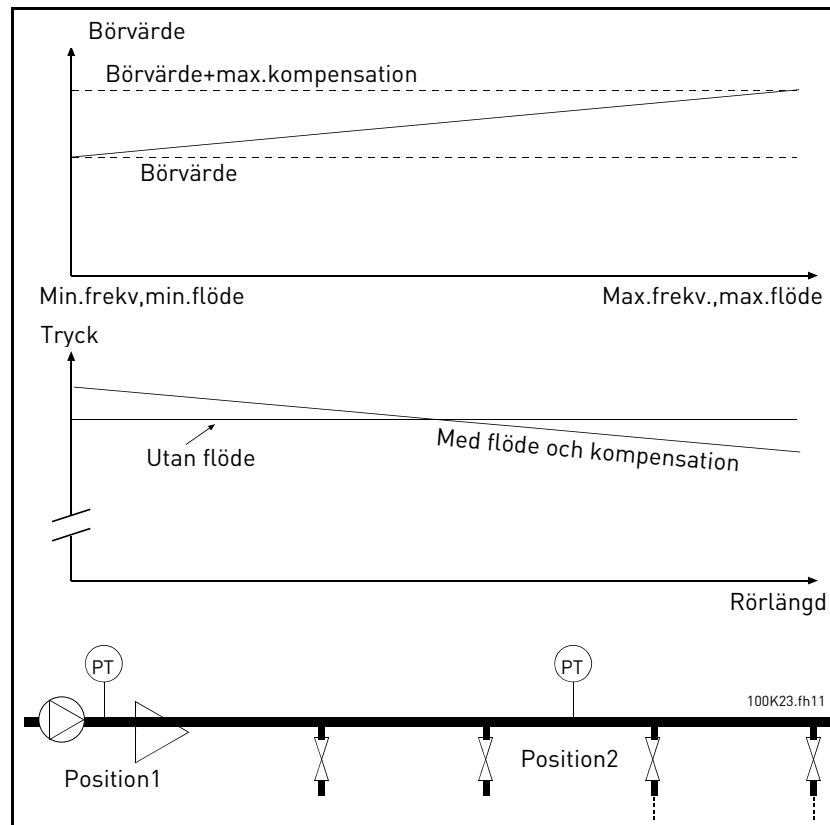 Börvärde
Börvärde+max.kompensation
Börvärde
Min.frekv,min.flöde
Max.frekv.,max.flöde
Tryck
Utan flöde
Med flöde och kompensation
Rörlängd
PT
PT
100K23.fh11
Position1
Position2